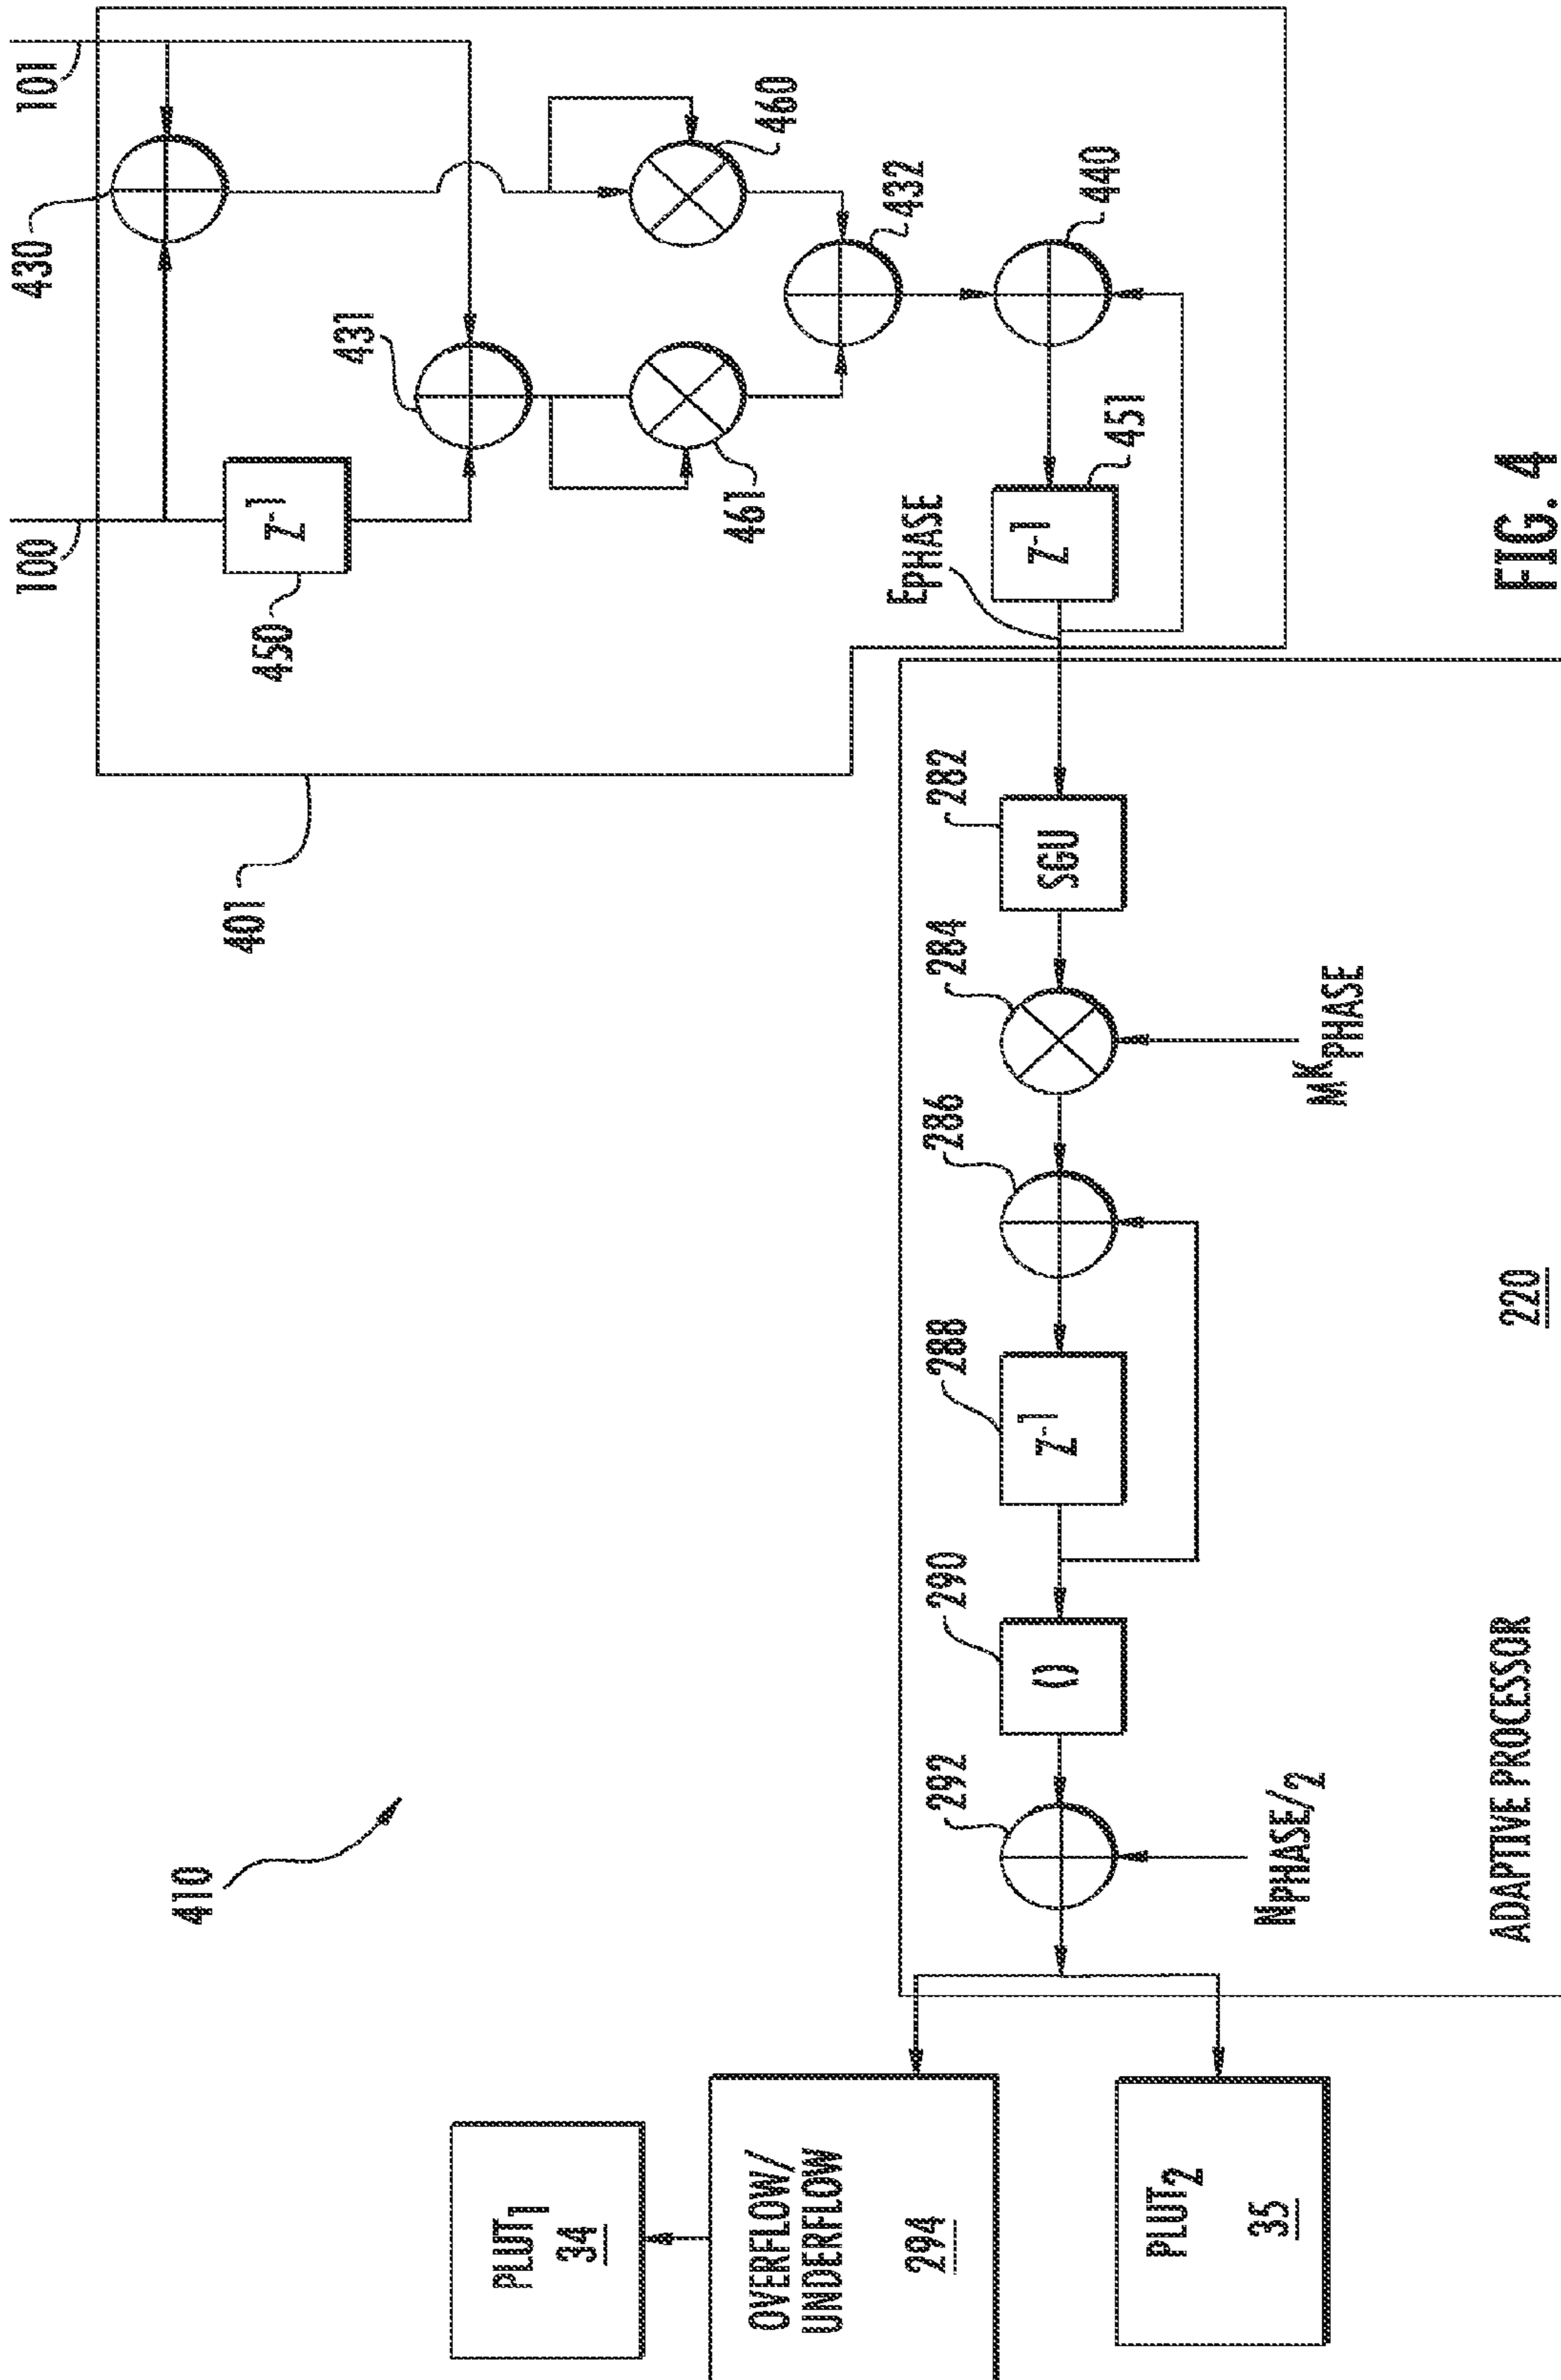 100
101
430
450
Z-1
431
461
460
432
440
451
Z-1
EPHASE
401
282
SGU
284
MKPHASE
286
288
Z-1
290
()
292
NPHASE/2
410
220
ADAPTIVE PROCESSOR
PLUT1
34
OVERFLOW/
UNDERFLOW
294
PLUT2
35
FIG. 4